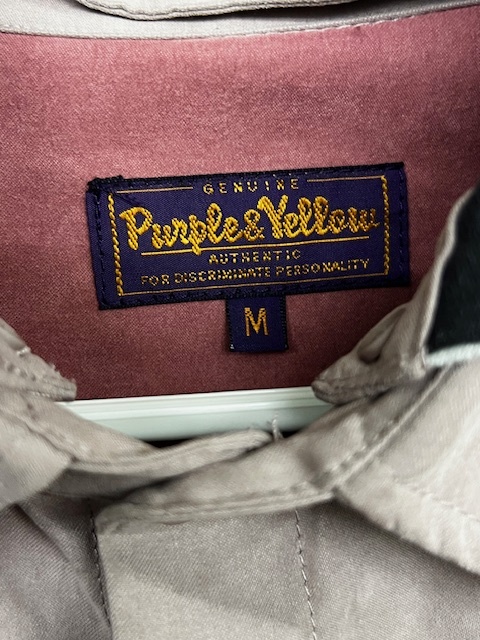 GENUINE
Purple&Yellow
AUTHENTIC
FOR DISCRIMINATE PERSONALITY
M